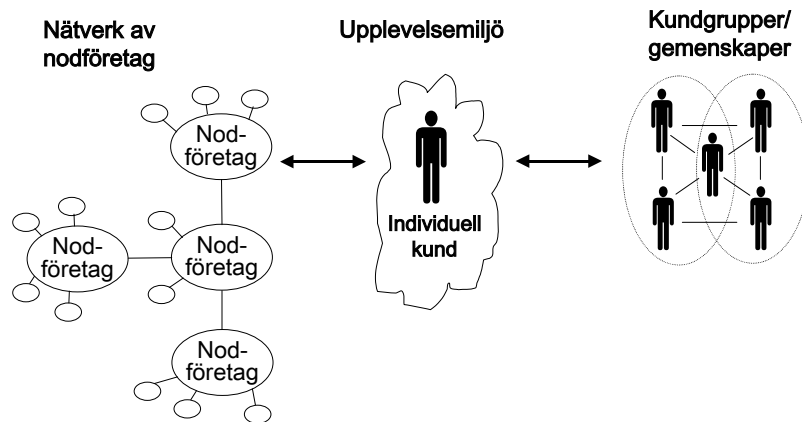 Nätverk av
nodföretag
Upplevelsemiljö
Kundgrupper/
gemenskaper
Nod-
företag
Nod-
företag
Nod-
företag
Nod-
företag
Individuell
kund